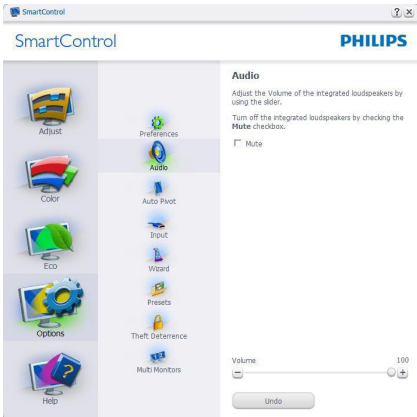 SmartControl
SmartControl
PHILIPS
Adjust
Color
Eco
Options
Help
Preferences
Audio
Auto Pivot
Input
Wizard
Presets
Theft Deterrence
Multi Monitors
Audio
Adjust the Volume of the integrated loudspeakers by
using the slider.
Turn off the integrated loudspeakers by checking the
Mute checkbox.
Mute
Volume 100
Undo